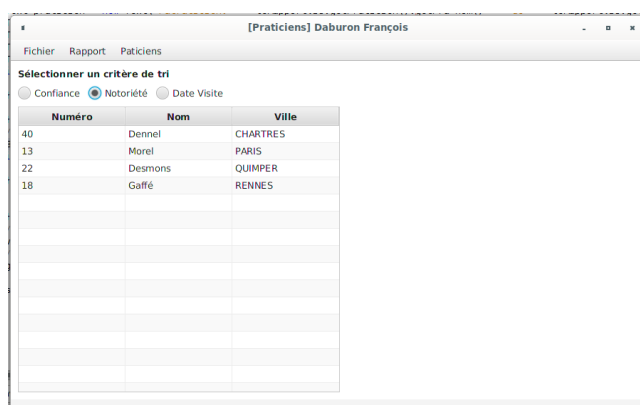 [Praticiens] Daburon François
Fichier Rapport Paticiens
Sélectionner un critère de tri
Confiance Notoriété Date Visite
Numéro Nom Ville
40 Dennel CHARTRES
13 Morel PARIS
22 Desmons QUIMPER
18 Gaffé RENNES